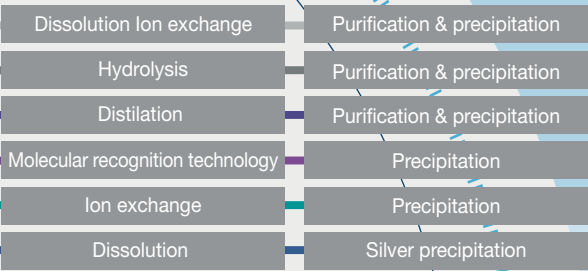 Dissolution Ion exchange Purification & precipitation
Hydrolysis Purification & precipitation
Distilation Purification & precipitation
Molecular recognition technology Precipitation
Ion exchange Precipitation
Dissolution Silver precipitation